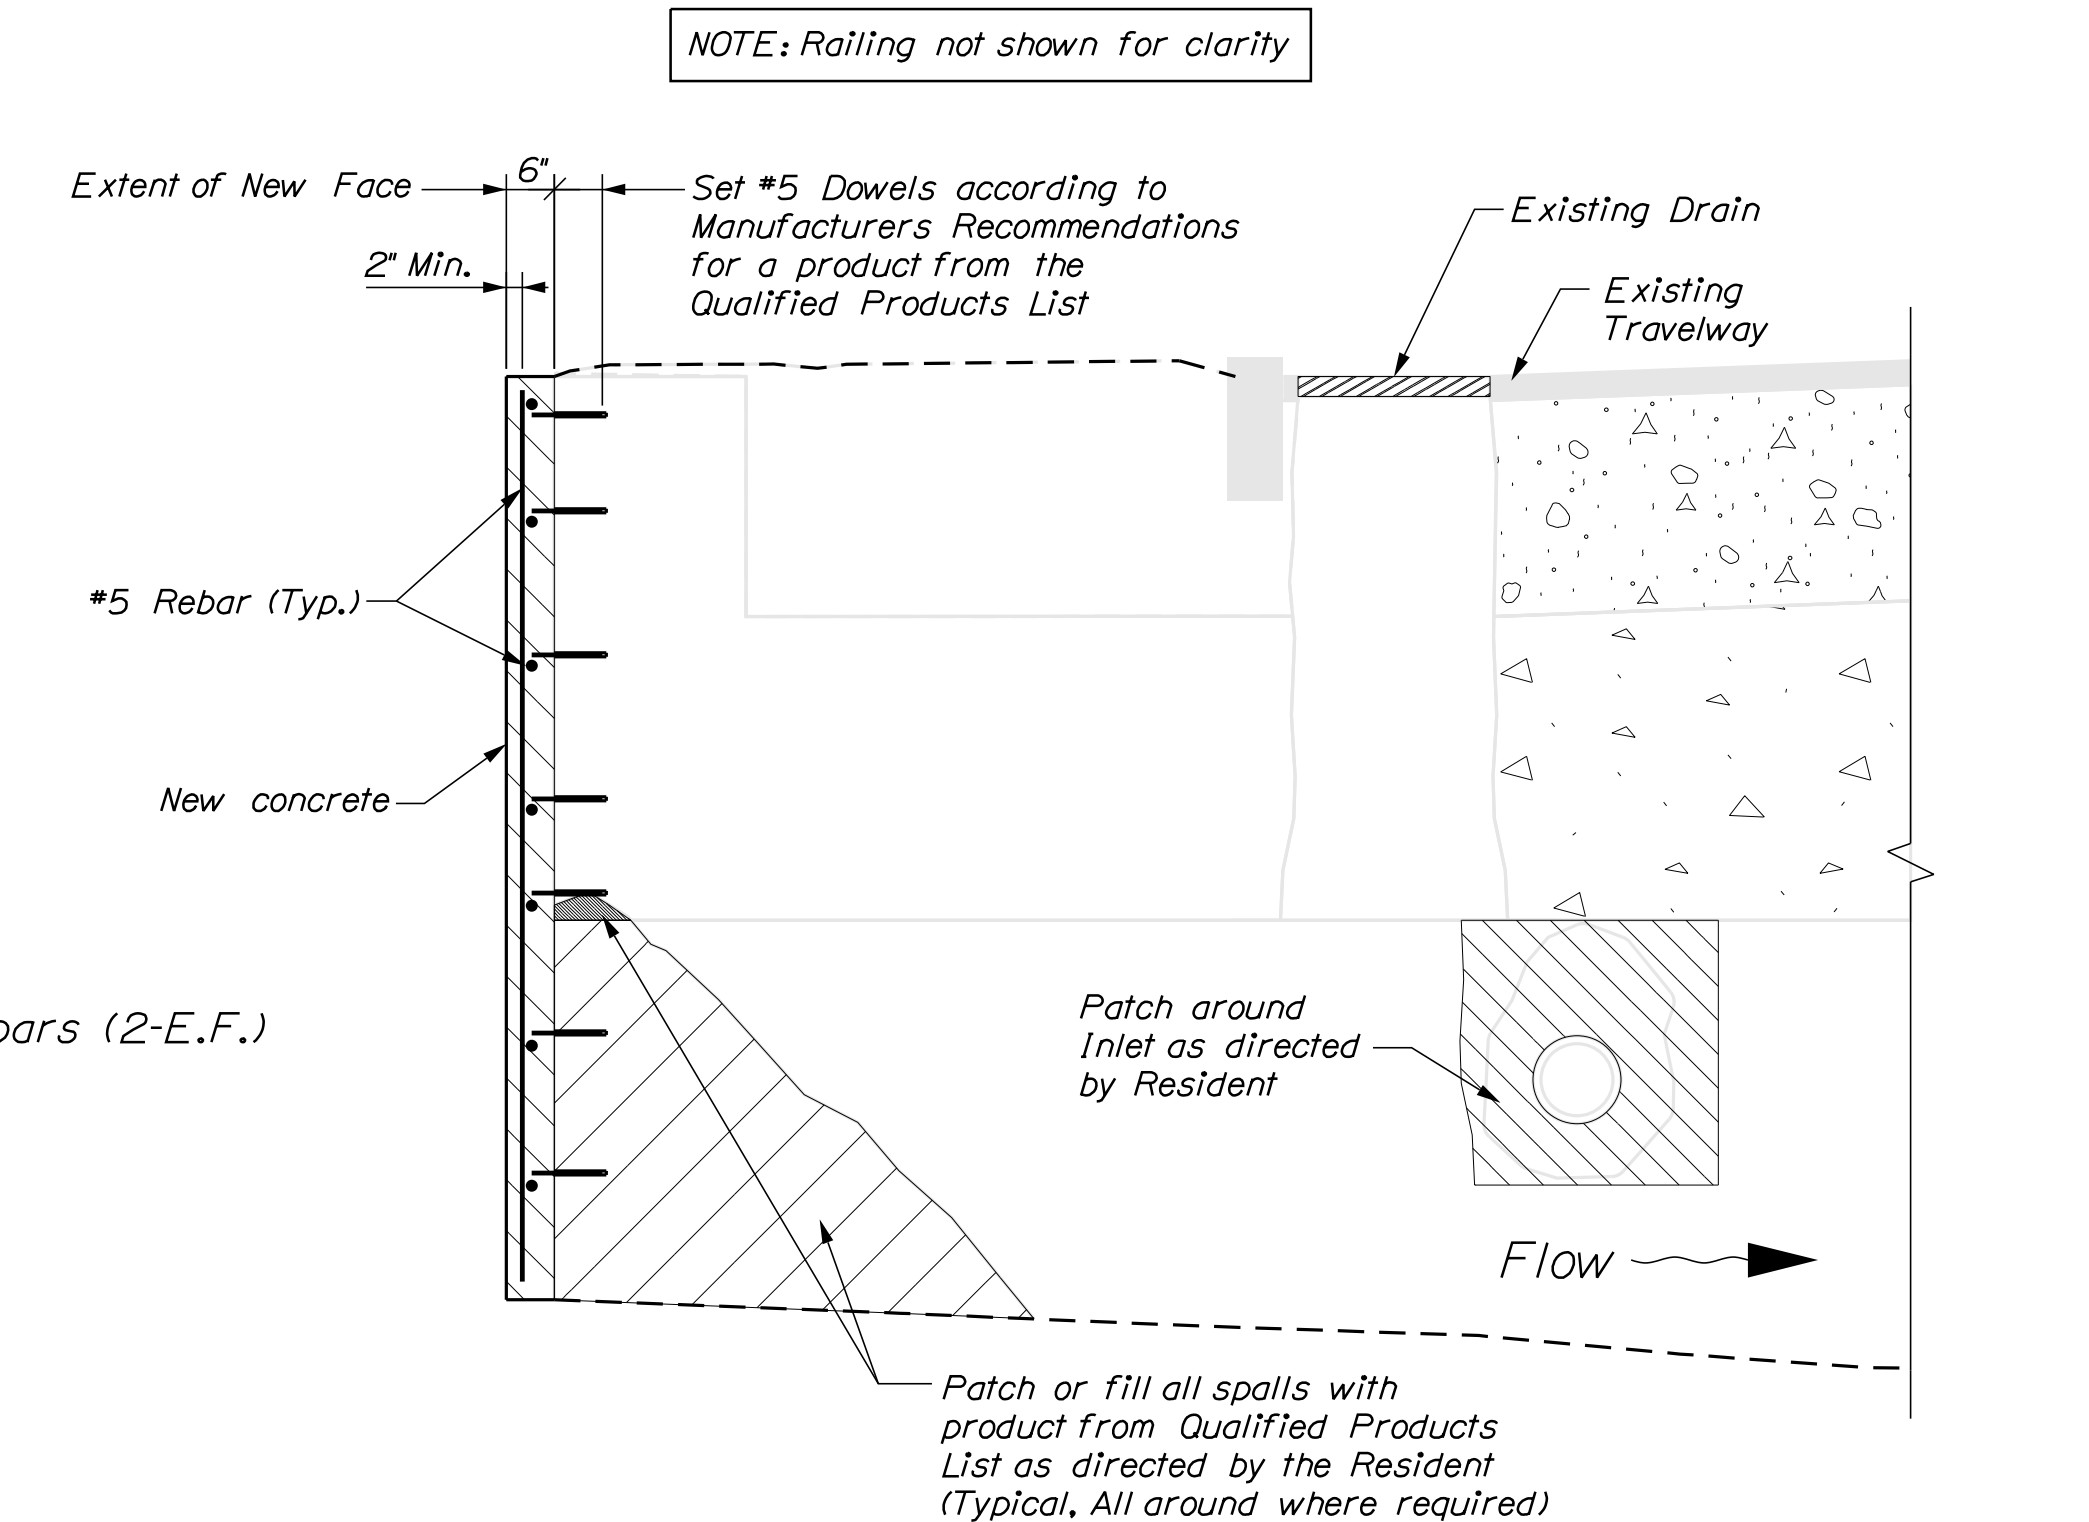 NOTE: Railing not shown for clarity
Extent of New Face
6"
Set #5 Dowels according to
Manufacturers Recommendations
for a product from the
Qualified Products List
2" Min.
Existing Drain
Existing
Travelway
#5 Rebar (Typ.)
New concrete
bars (2-E.F.)
Patch around
Inlet as directed
by Resident
Flow
Patch or fill all spalls with
product from Qualified Products
List as directed by the Resident
(Typical, All around where required)